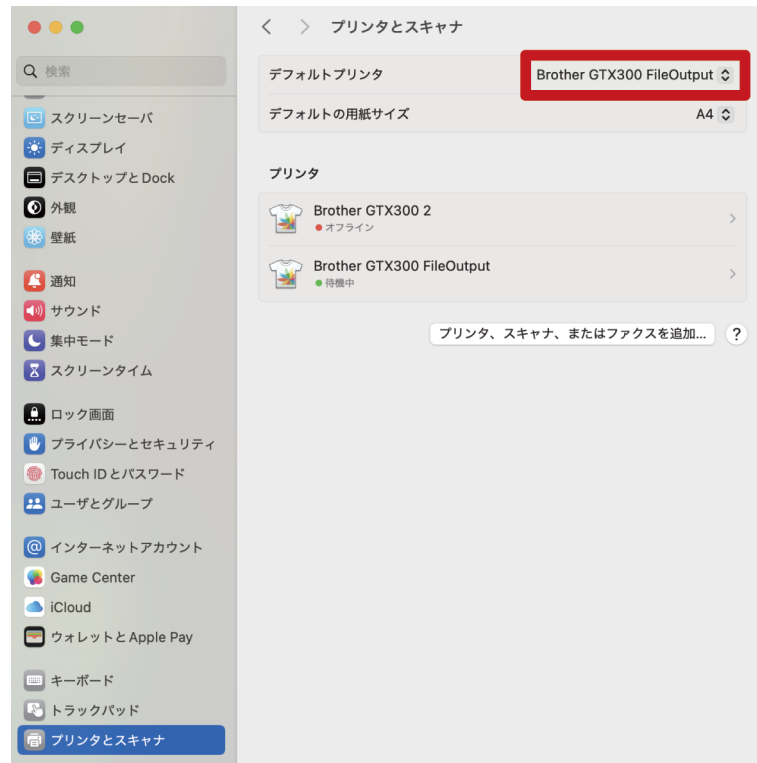 プリンタとスキャナ
検索
スクリーンセーバ
ディスプレイ
デスクトップとDock
外観
壁紙
通知
サウンド
集中モード
スクリーンタイム
ロック画面
プライバシーとセキュリティ
Touch IDとパスワード
ユーザとグループ
インターネットアカウント
Game Center
iCloud
ウォレットとApple Pay
キーボード
トラックパッド
プリンタとスキャナ
デフォルトプリンタ Brother GTX300 FileOutput
デフォルトの用紙サイズ A4
プリンタ
Brother GTX300 2
オフライン
Brother GTX300 FileOutput
待機中
プリンタ、スキャナ、またはファクスを追加... ?